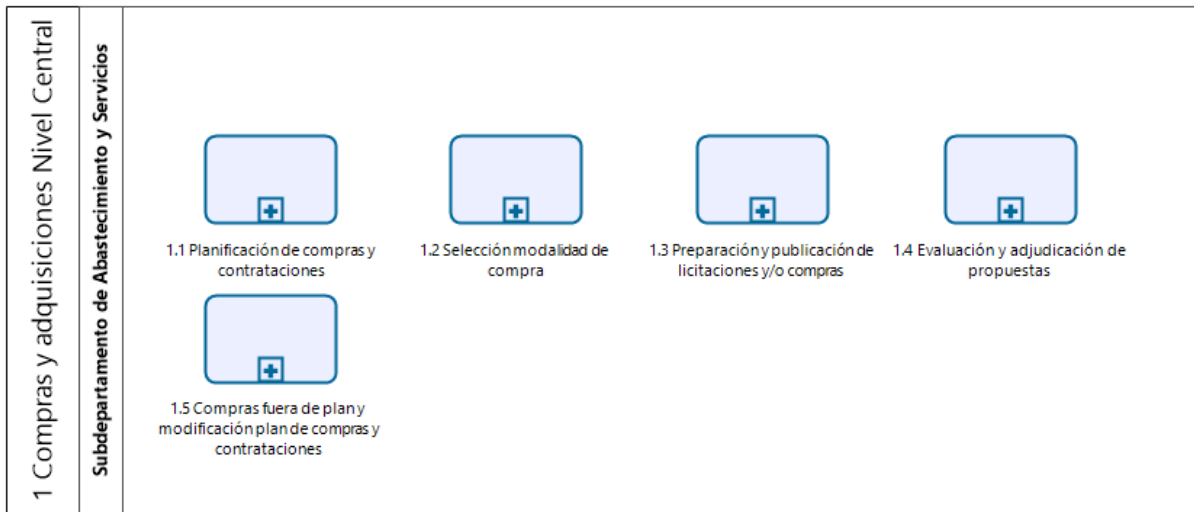 1 Compras y adquisiciones Nivel Central
Subdepartamento de Abastecimiento y Servicios
1.1 Planificación de compras y
contrataciones
1.2 Selección modalidad de
compra
1.3 Preparación y publicación de
licitaciones y/o compras
1.4 Evaluación y adjudicación de
propuestas
1.5 Compras fuera de plan y
modificación plan de compras y
contrataciones